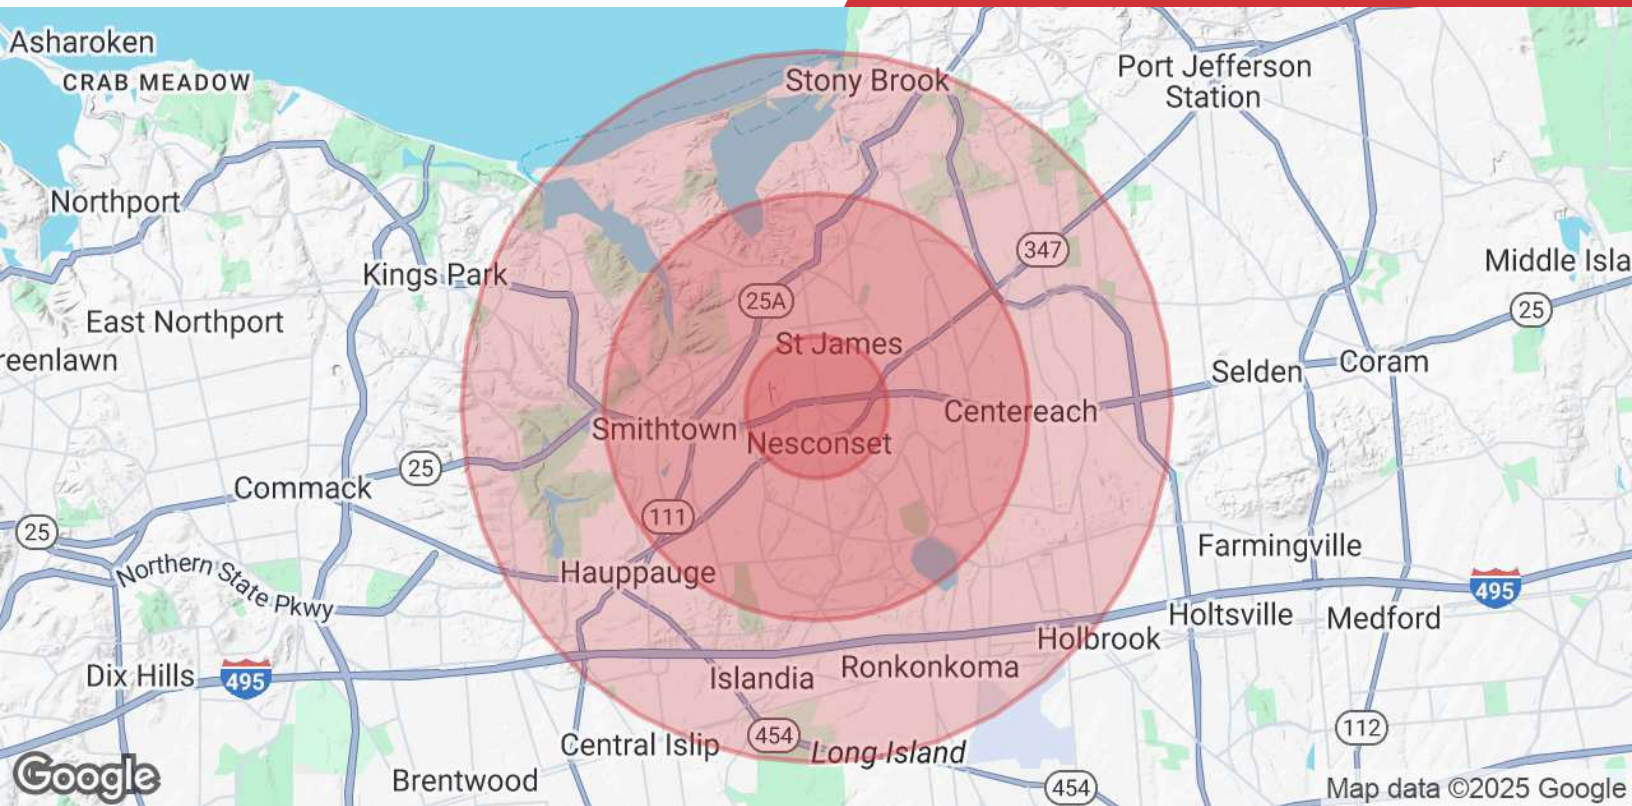 Asharoken
CRAB MEADOW
Stony Brook
Port Jefferson
Station
Northport
347
Middle Isla
Kings Park
25A
25
East Northport
St James
reenlawn
Selden
Coram
Centereach
Smithtown
Nesconset
25
Commack
111
25
Farmingville
Northern State Pkwy
Hauppauge
495
Holtsville
Medford
Holbrook
Dix Hills
495
Islandia
Ronkonkoma
112
454
Central Islip
Long Island
Google
Brentwood
454
Map data ©2025 Google